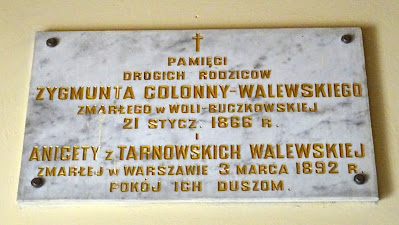 PAMIĘCI
DROGICH RODZICÓW
ZYGMUNTA COLONNY-WALEWSKIEGO
ZMARŁEGO W WOLI-BUCZKOWSKIEJ
21 STYCZ. 1866 R.
I
ANICETY Z TARNOWSKICH WALEWSKIEJ
ZMARŁEJ W WARSZAWIE 3 MARCA 1892 R.
POKÓJ ICH DUSZOM.